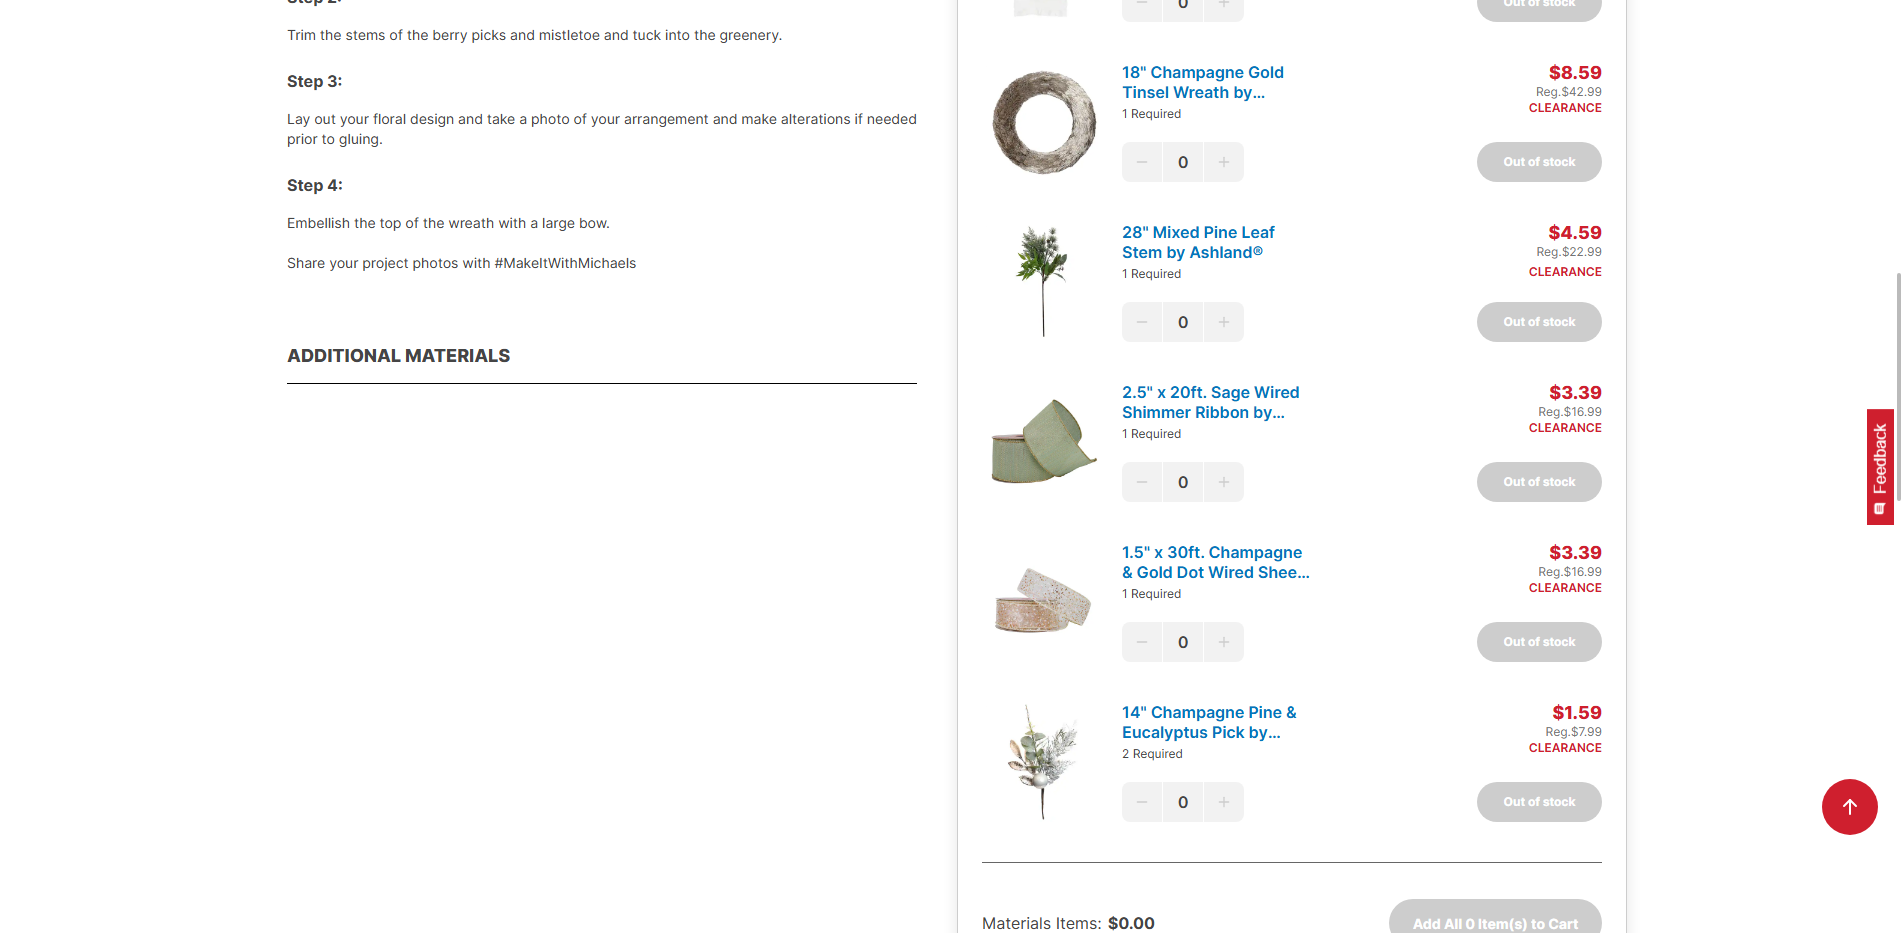 Step 2:
Trim the stems of the berry picks and mistletoe and tuck into the greenery.
Step 3:
Lay out your floral design and take a photo of your arrangement and make alterations if needed
prior to gluing.
Step 4:
Embellish the top of the wreath with a large bow.
Share your project photos with #MakeItWithMichaels
ADDITIONAL MATERIALS
− 0 +
Out of stock
18" Champagne Gold
Tinsel Wreath by...
1 Required
$8.59
Reg.$42.99
CLEARANCE
− 0 +
Out of stock
28" Mixed Pine Leaf
Stem by Ashland®
1 Required
$4.59
Reg.$22.99
CLEARANCE
− 0 +
Out of stock
2.5" x 20ft. Sage Wired
Shimmer Ribbon by...
1 Required
$3.39
Reg.$16.99
CLEARANCE
− 0 +
Out of stock
1.5" x 30ft. Champagne
& Gold Dot Wired Shee...
1 Required
$3.39
Reg.$16.99
CLEARANCE
− 0 +
Out of stock
14" Champagne Pine &
Eucalyptus Pick by...
2 Required
$1.59
Reg.$7.99
CLEARANCE
− 0 +
Out of stock
Materials Items: $0.00
Add All 0 Item(s) to Cart
Feedback